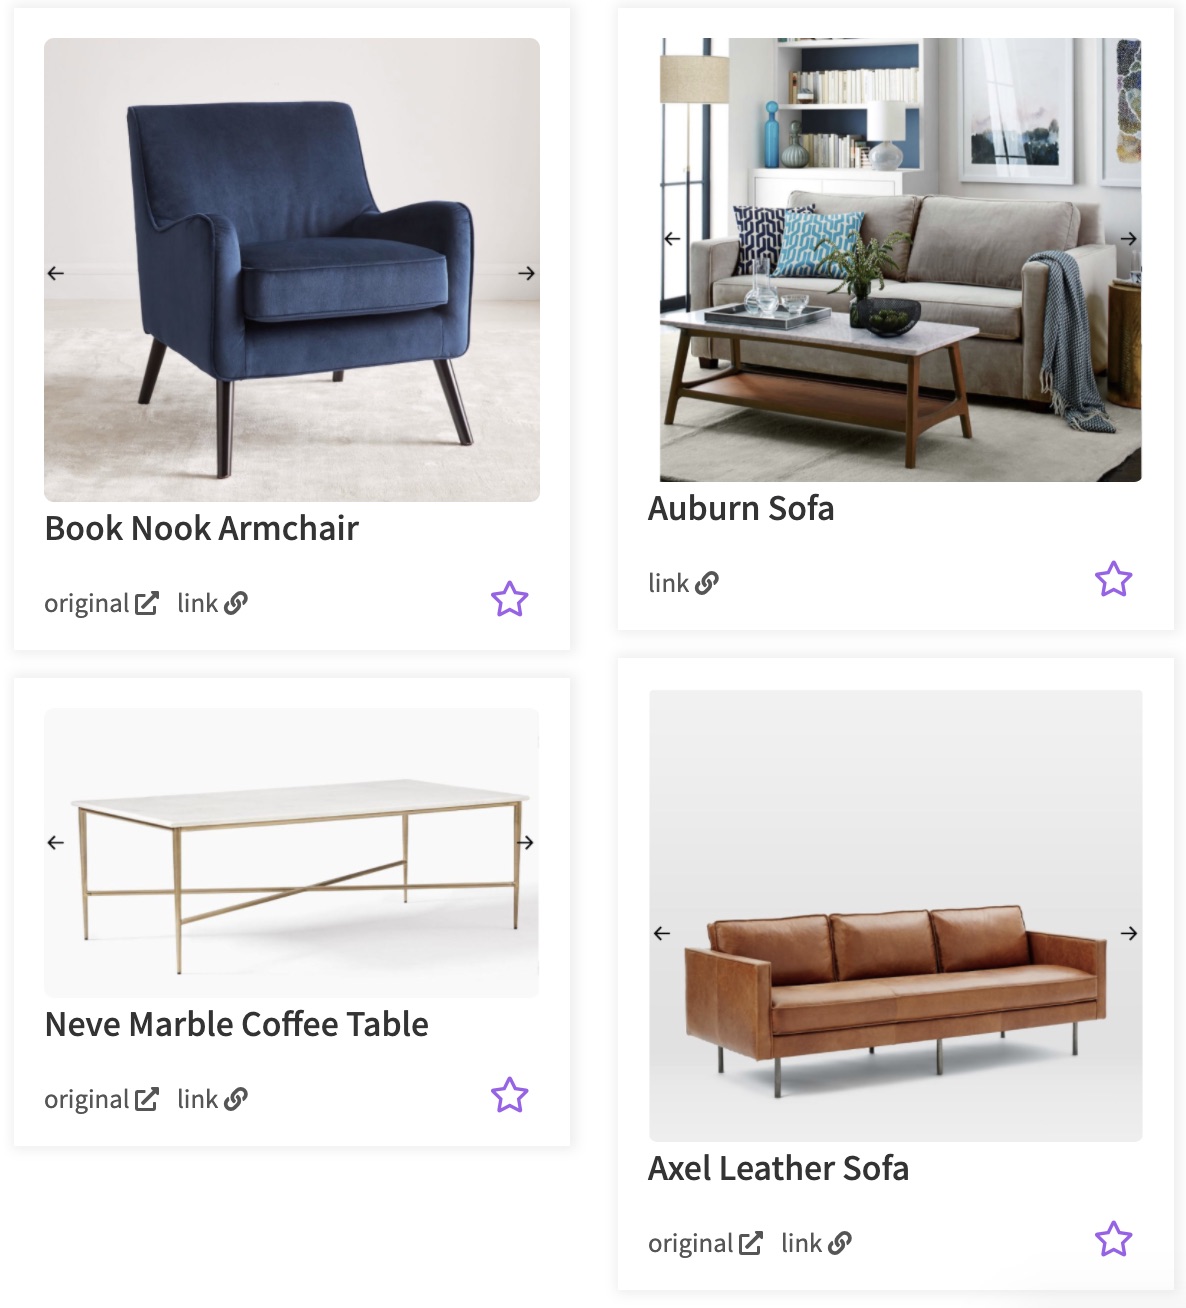 Book Nook Armchair
original link
Auburn Sofa
link
Neve Marble Coffee Table
original link
Axel Leather Sofa
original link